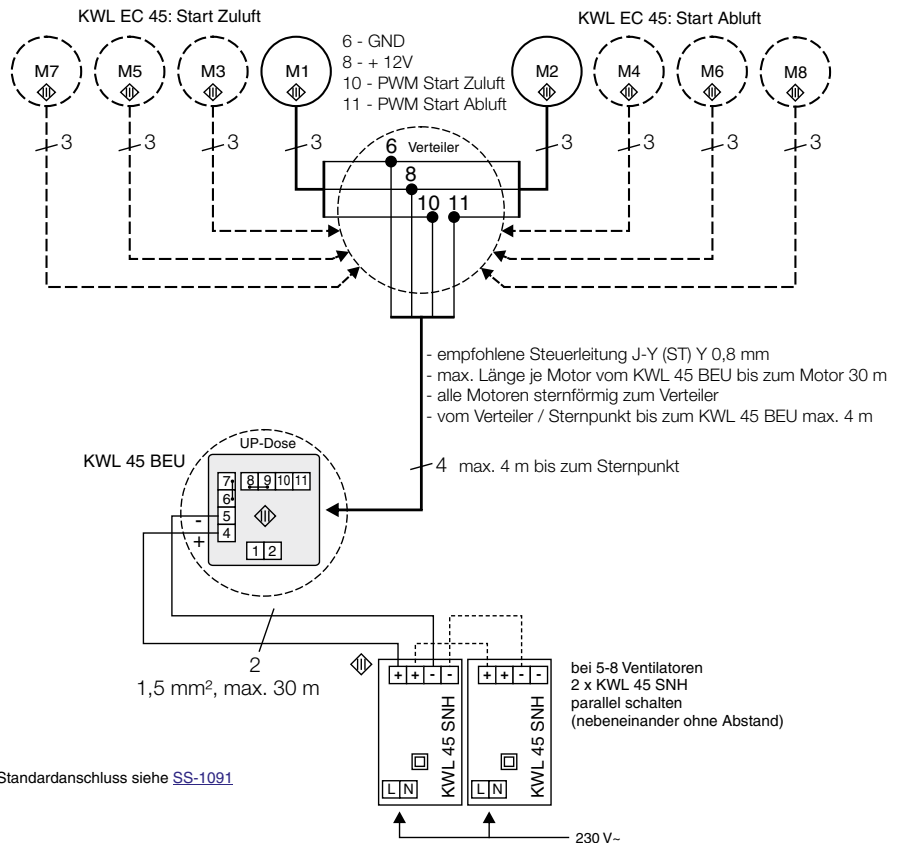 KWL EC 45: Start Zuluft
KWL EC 45: Start Abluft
M7
M5
M3
M1
6 - GND
8 - + 12V
10 - PWM Start Zuluft
11 - PWM Start Abluft
M2
M4
M6
M8
3
3
3
3
3
3
3
3
6 Verteiler
8
10 11
- empfohlene Steuerleitung J-Y (ST) Y 0,8 mm
- max. Länge je Motor vom KWL 45 BEU bis zum Motor 30 m
- alle Motoren sternförmig zum Verteiler
- vom Verteiler / Sternpunkt bis zum KWL 45 BEU max. 4 m
4 max. 4 m bis zum Sternpunkt
KWL 45 BEU
UP-Dose
7 8 9 10 11
6
- 5
+ 4
1 2
2
1,5 mm², max. 30 m
+ + - -
+ + - -
KWL 45 SNH
KWL 45 SNH
L N
L N
bei 5-8 Ventilatoren
2 x KWL 45 SNH
parallel schalten
(nebeneinander ohne Abstand)
Standardanschluss siehe SS-1091
230 V~